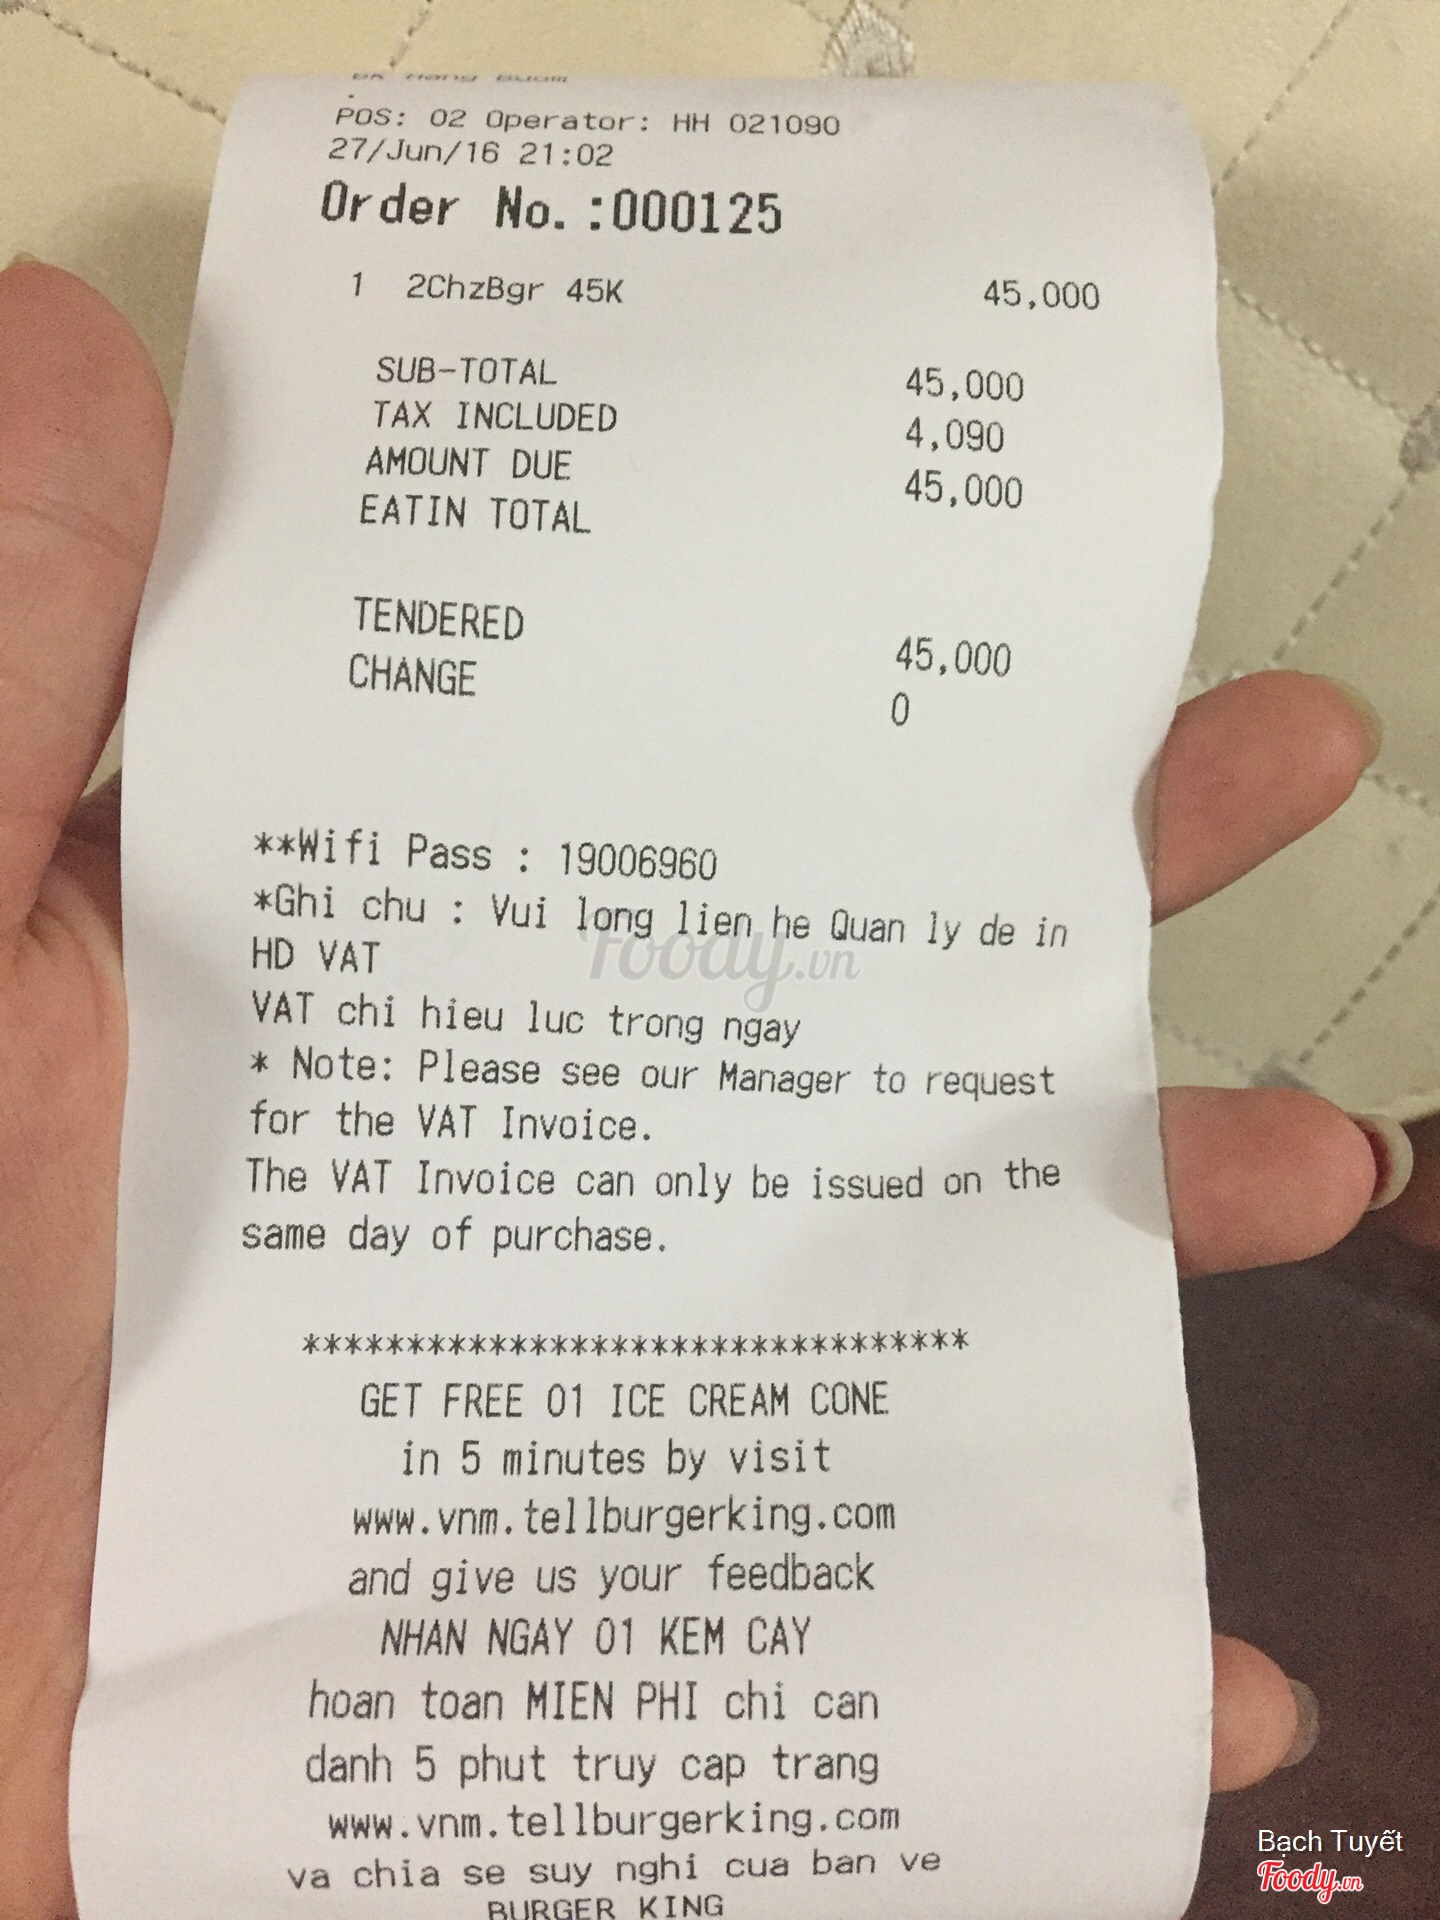 BK Hang Buom
.
POS: 02 Operator: HH 021090
27/Jun/16 21:02
Order No.:000125
1 2ChzBgr 45K 45,000
SUB-TOTAL 45,000
TAX INCLUDED 4,090
AMOUNT DUE 45,000
EATIN TOTAL
TENDERED 45,000
CHANGE 0
**Wifi Pass : 19006960
*Ghi chu : Vui long lien he Quan ly de in
HD VAT
VAT chi hieu luc trong ngay
* Note: Please see our Manager to request
for the VAT Invoice.
The VAT Invoice can only be issued on the
same day of purchase.
*********************************
GET FREE 01 ICE CREAM CONE
in 5 minutes by visit
www.vnm.tellburgerking.com
and give us your feedback
NHAN NGAY 01 KEM CAY
hoan toan MIEN PHI chi can
danh 5 phut truy cap trang
www.vnm.tellburgerking.com
va chia se suy nghi cua ban ve
BURGER KING
Foody.vn
Bạch Tuyết
Foody.vn